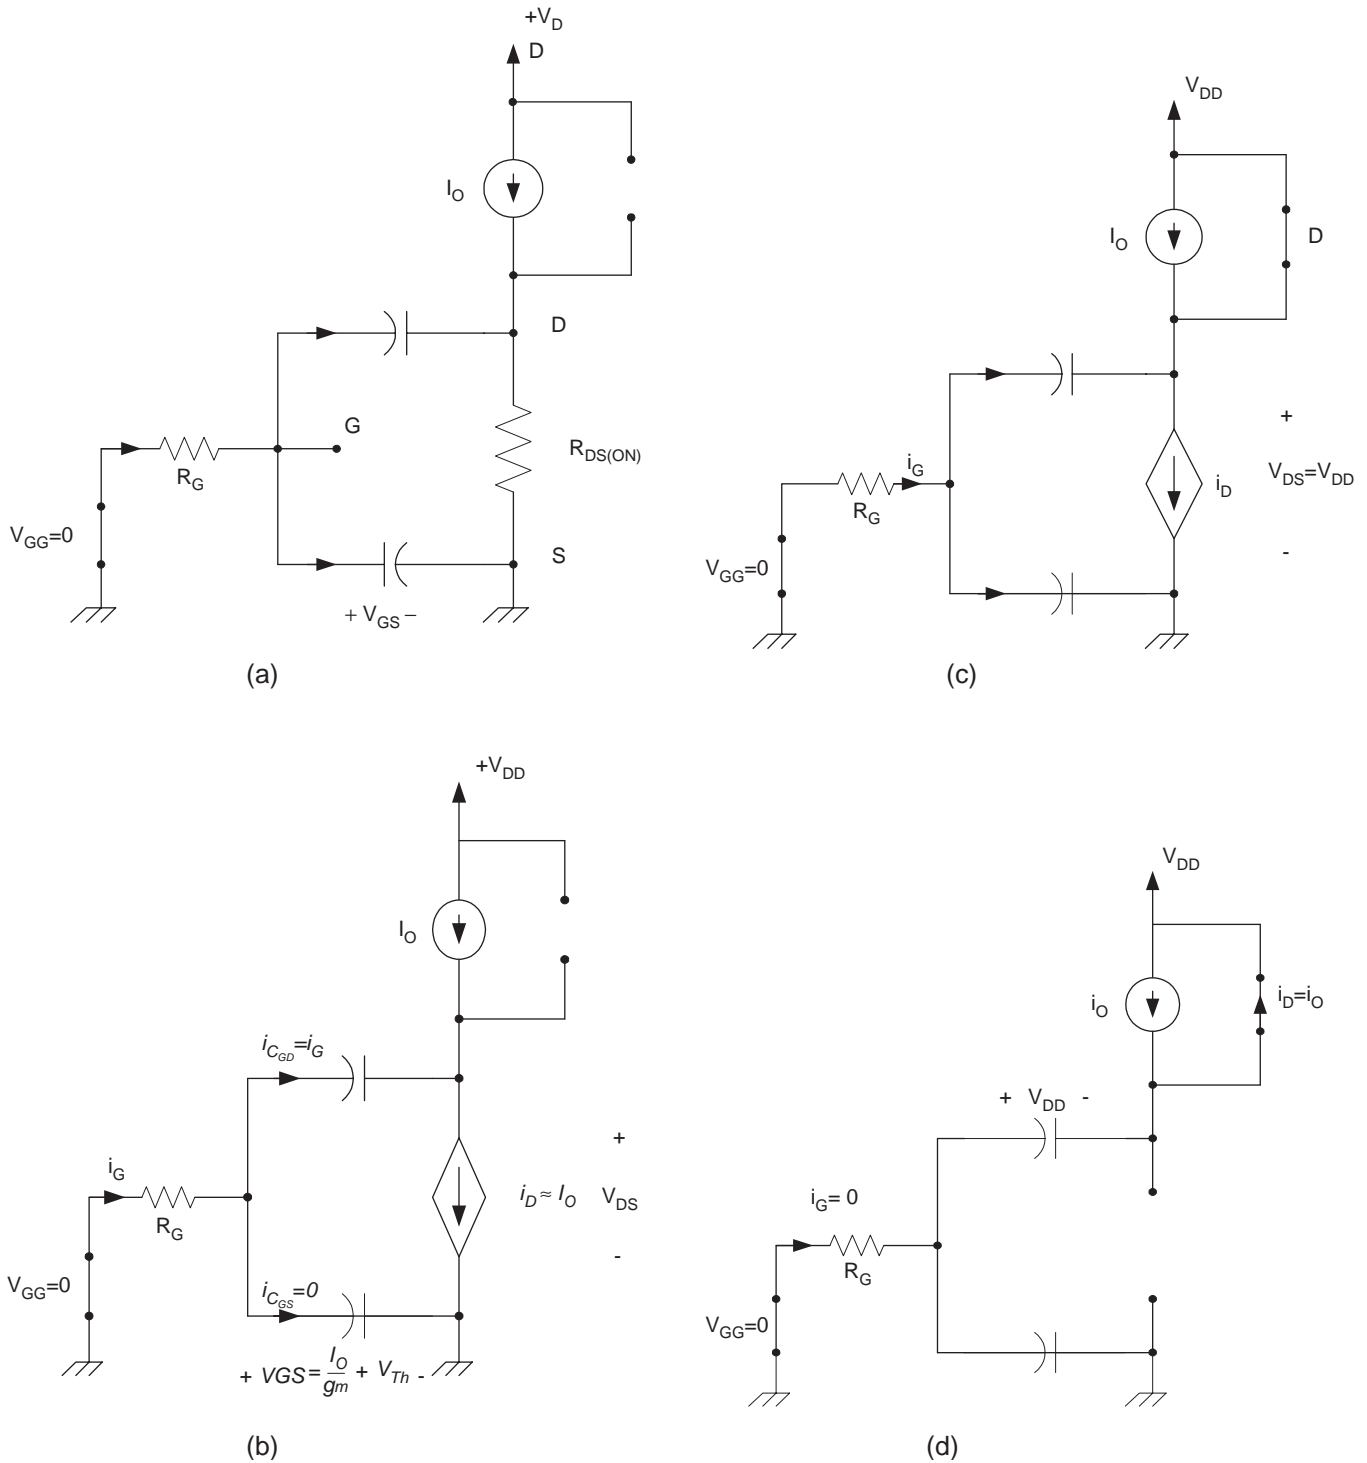 +V_D
D
I_O
D
G
R_G
R_DS(ON)
V_GG=0
S
+ V_GS –
(a)
V_DD
I_O
D
+
i_G
R_G
i_D
V_DS=V_DD
V_GG=0
-
(c)
+V_DD
I_O
i_C_GD=i_G
+
i_G
R_G
i_D ≈ I_O
V_DS
-
V_GG=0
i_C_GS=0
+ VGS = I_O/gm + V_Th -
(b)
V_DD
i_O
i_D=i_O
+ V_DD -
i_G= 0
R_G
V_GG=0
(d)